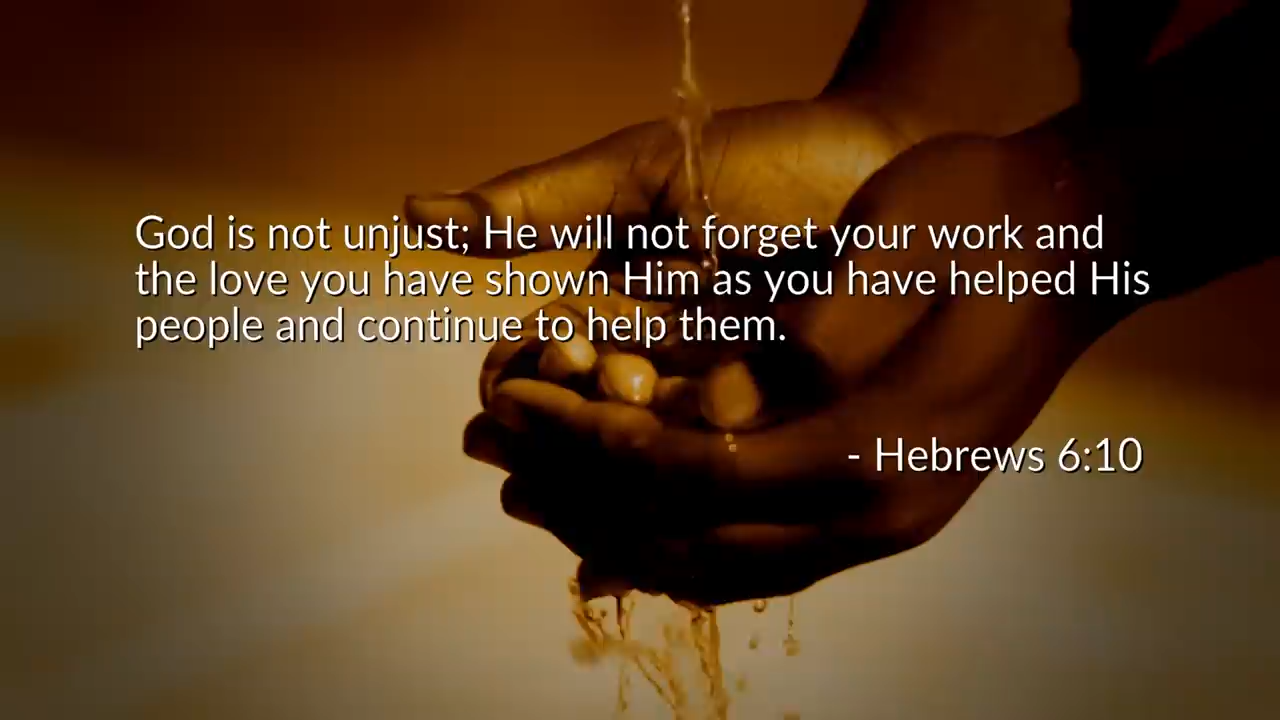 God is not unjust; He will not forget your work and
the love you have shown Him as you have helped His
people and continue to help them.
- Hebrews 6:10